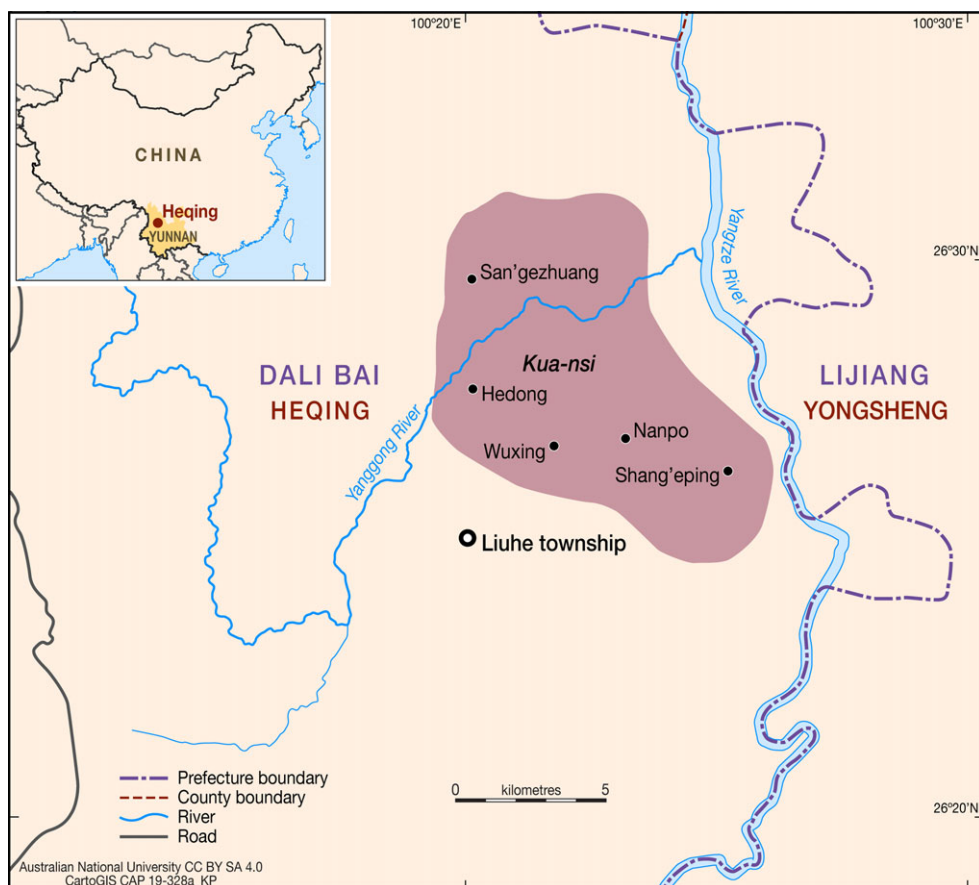 100°20'E
100°30'E
CHINA
Heqing
YUNNAN
26°30'N
San'gezhuang
Yangtze River
Kua-nsi
DALI BAI
HEQING
Hedong
LIJIANG
YONGSHENG
Yanggong River
Wuxing
Nanpo
Shang'eping
Liuhe township
Prefecture boundary
County boundary
River
Road
0 kilometres 5
26°20'N
Australian National University CC BY SA 4.0
CartoGIS CAP 19-328a_KP